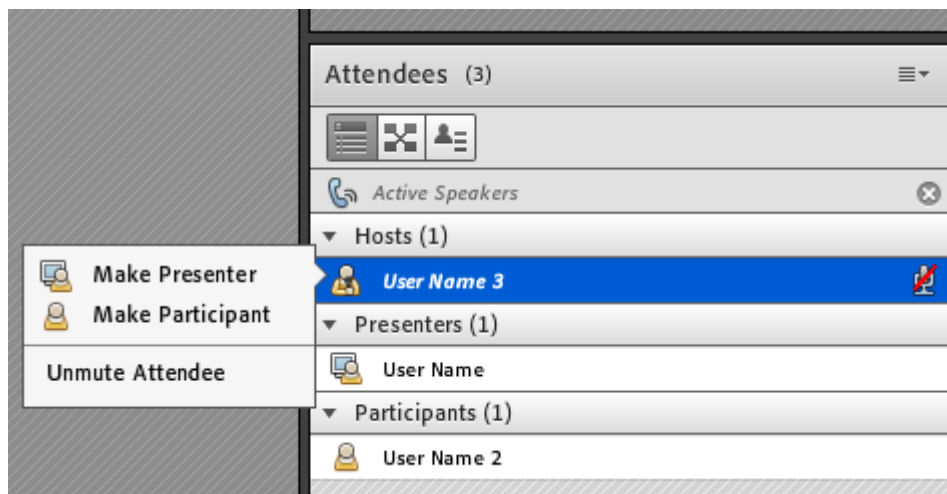 Attendees (3)
Active Speakers
Hosts (1)
Make Presenter
User Name 3
Make Participant
Presenters (1)
Unmute Attendee
User Name
Participants (1)
User Name 2